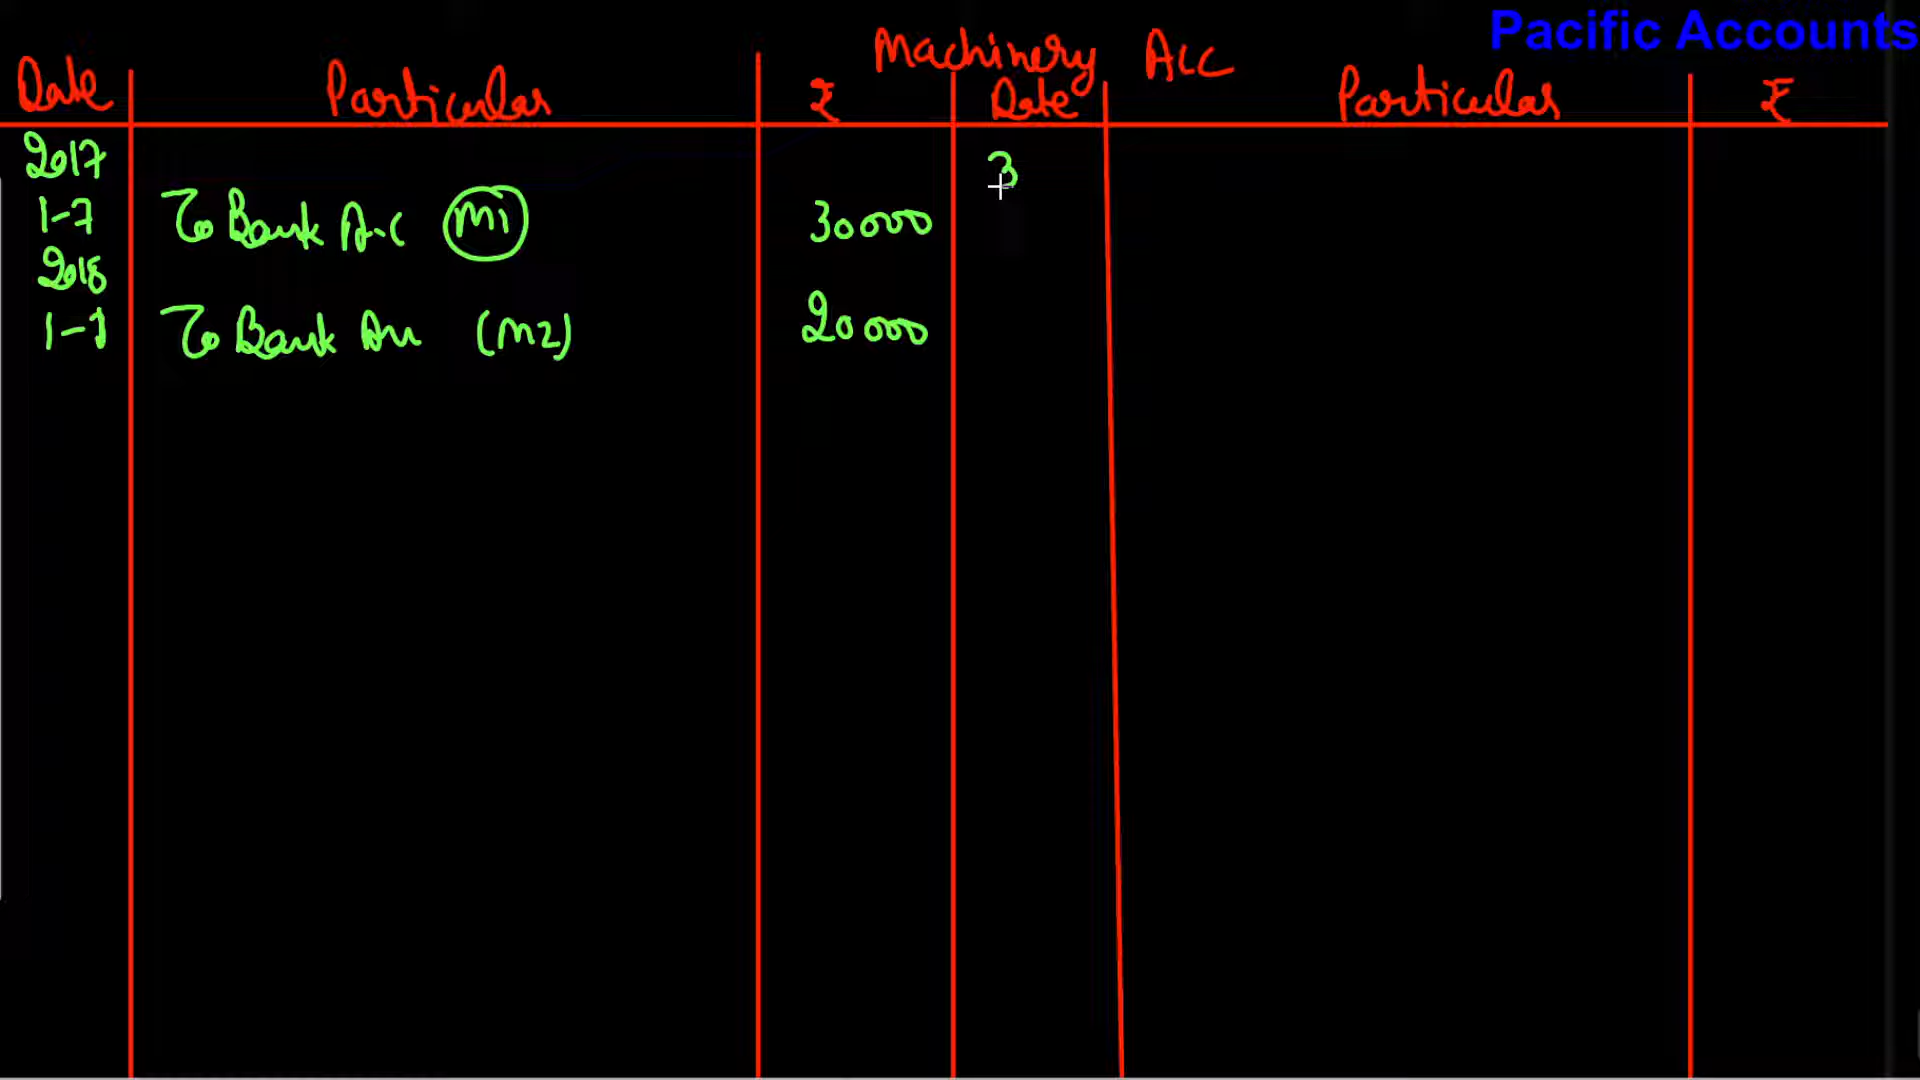 Pacific Accounts
Machinery A/C
Date Particular ₹ Date Particular ₹
2017 3
1-7 To Bank A-C (M1) 30000
2018
1-1 To Bank A/c (M2) 20000